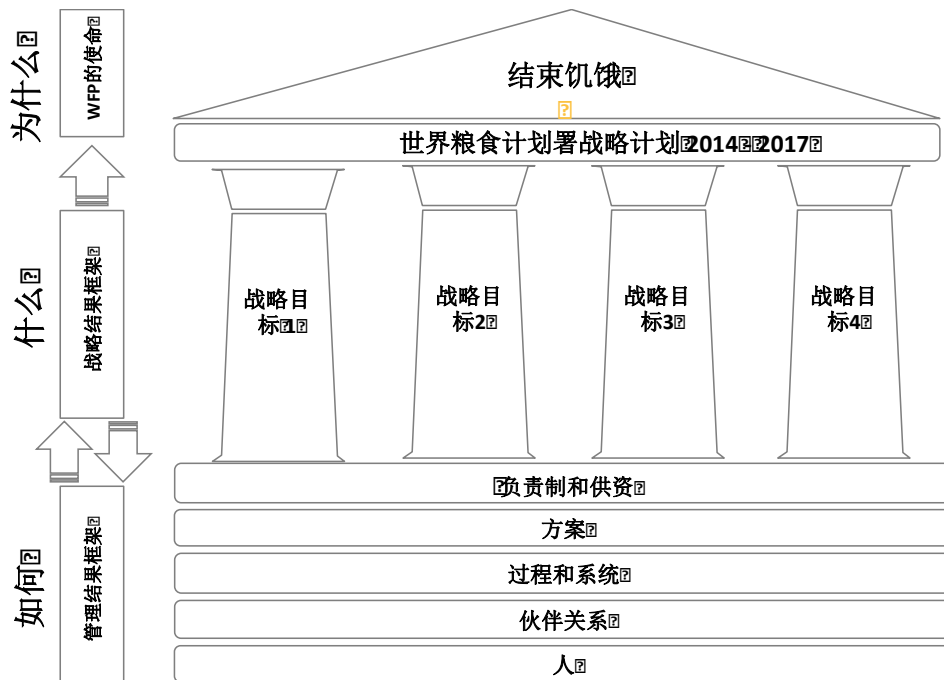 为什么
WFP的使命
结束饥饿
世界粮食计划署战略计划 2014 2017
什么
战略结果框架
战略目
标 1
战略目
标2
战略目
标3
战略目
标4
如何
管理结果框架
负责制和供资
方案
过程和系统
伙伴关系
人